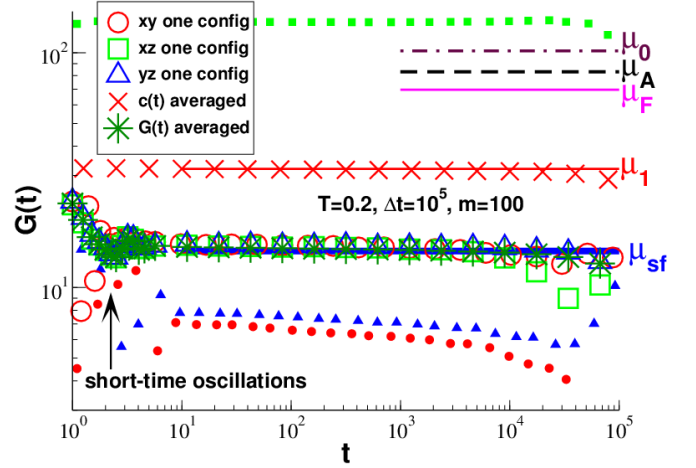 xy one config
xz one config
yz one config
c(t) averaged
G(t) averaged
μ0
μA
μF
μ1
T=0.2, Δt=10^5, m=100
μsf
short-time oscillations
G(t)
10^2
10^1
10^0 10^1 10^2 10^3 10^4 10^5
t